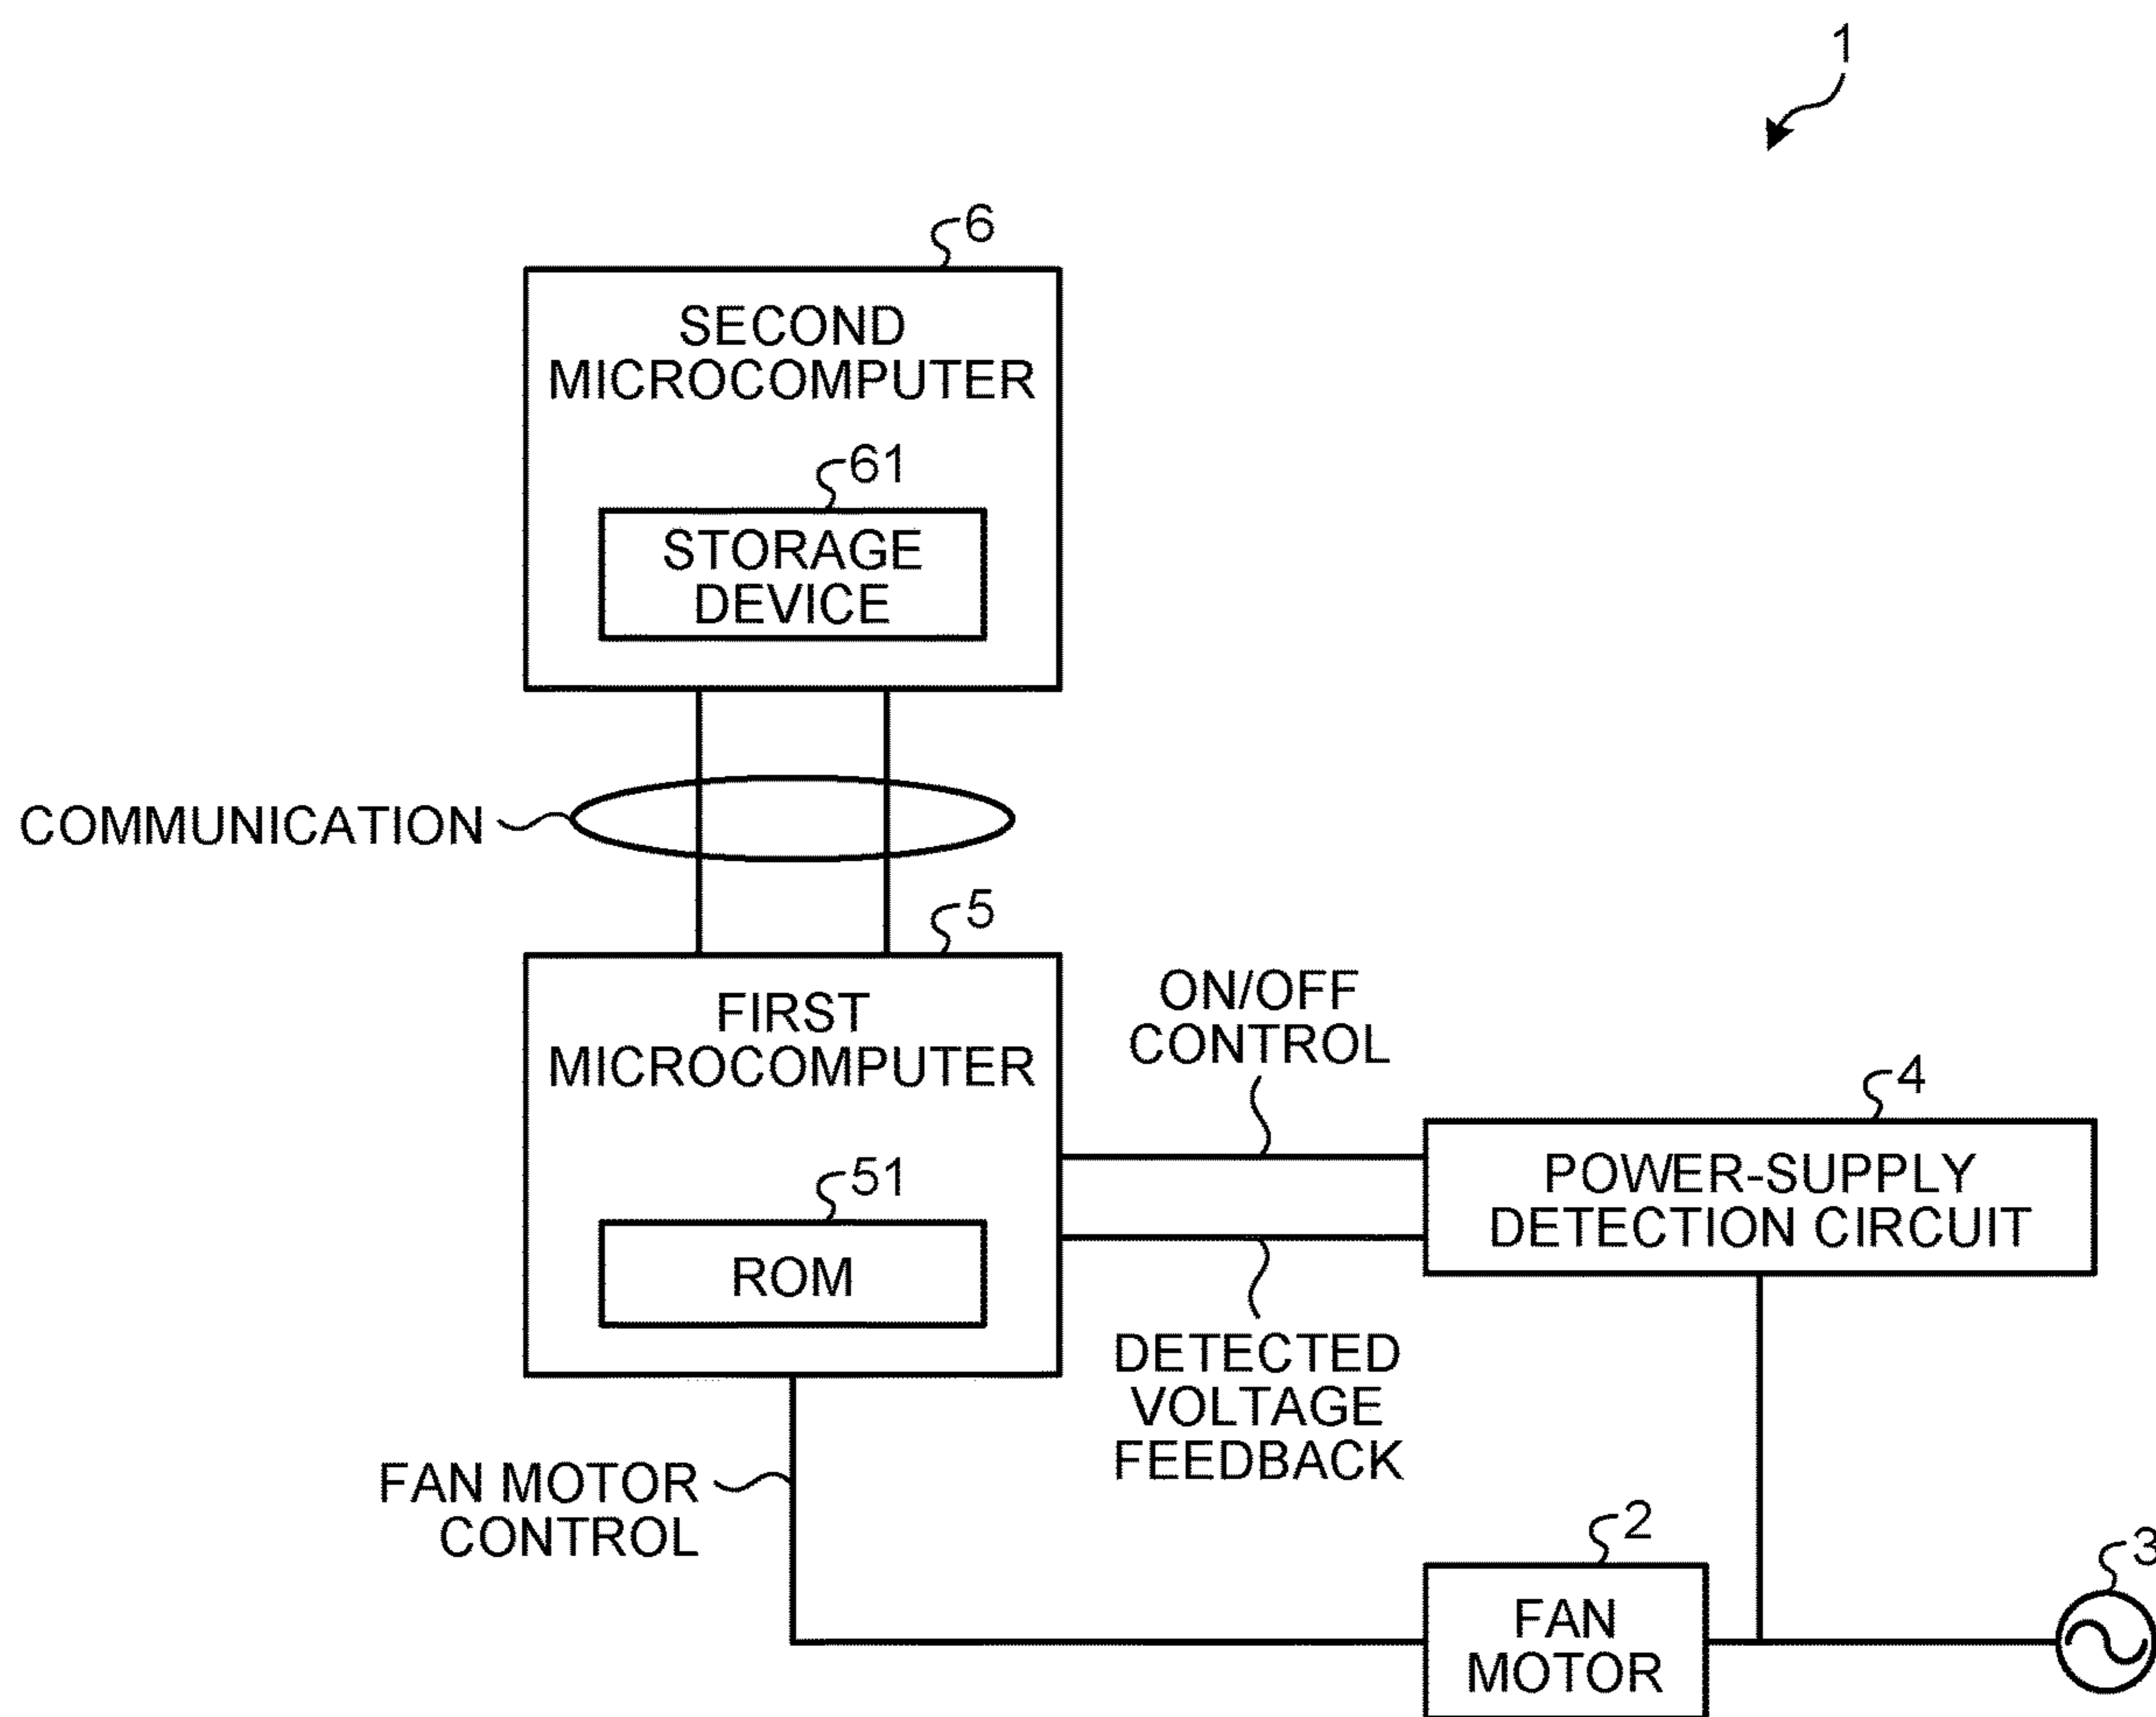 1
6
SECOND
MICROCOMPUTER
61
STORAGE
DEVICE
COMMUNICATION
5
FIRST
MICROCOMPUTER
51
ROM
ON/OFF
CONTROL
4
POWER-SUPPLY
DETECTION CIRCUIT
DETECTED
VOLTAGE
FEEDBACK
FAN MOTOR
CONTROL
2
FAN
MOTOR
3